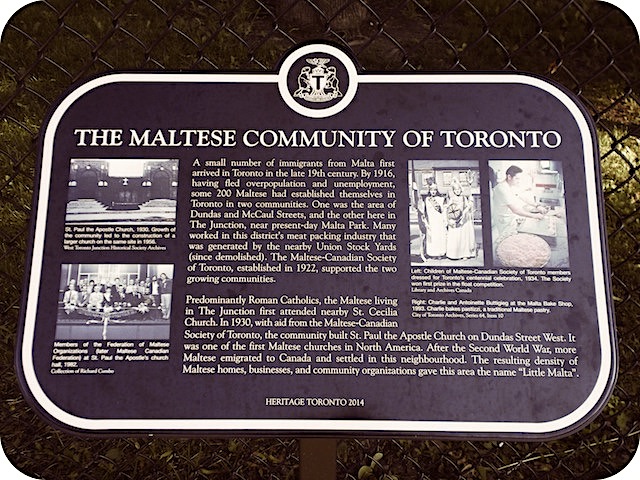 T
THE MALTESE COMMUNITY OF TORONTO
A small number of immigrants from Malta first
arrived in Toronto in the late 19th century. By 1916,
having fled overpopulation and unemployment,
some 200 Maltese had established themselves in
Toronto in two communities. One was the area of
Dundas and McCaul Streets, and the other here in
The Junction, near present-day Malta Park. Many
worked in this district's meat packing industry that
was generated by the nearby Union Stock Yards
(since demolished). The Maltese-Canadian Society
of Toronto, established in 1922, supported the two
growing communities.
Predominantly Roman Catholics, the Maltese living
in The Junction first attended nearby St. Cecilia
Church. In 1930, with aid from the Maltese-Canadian
Society of Toronto, the community built St. Paul the Apostle Church on Dundas Street West. It
was one of the first Maltese churches in North America. After the Second World War, more
Maltese emigrated to Canada and settled in this neighbourhood. The resulting density of
Maltese homes, businesses, and community organizations gave this area the name “Little Malta”.
St. Paul the Apostle Church, 1930. Growth of
the community led to the construction of a
larger church on the same site in 1956.
West Toronto Junction Historical Society Archives
Members of the Federation of Maltese
Organizations (later Maltese Canadian
Federation) at St. Paul the Apostle's church
hall, 1982.
Collection of Richard Cumbo
Left: Children of Maltese-Canadian Society of Toronto members
dressed for Toronto's centennial celebration, 1934. The Society
won first prize in the float competition.
Library and Archives Canada
Right: Charlie and Antoinette Buttigieg at the Malta Bake Shop,
1993. Charlie bakes pastizzi, a traditional Maltese pastry.
City of Toronto Archives, Series 64, Item 10
HERITAGE TORONTO 2014